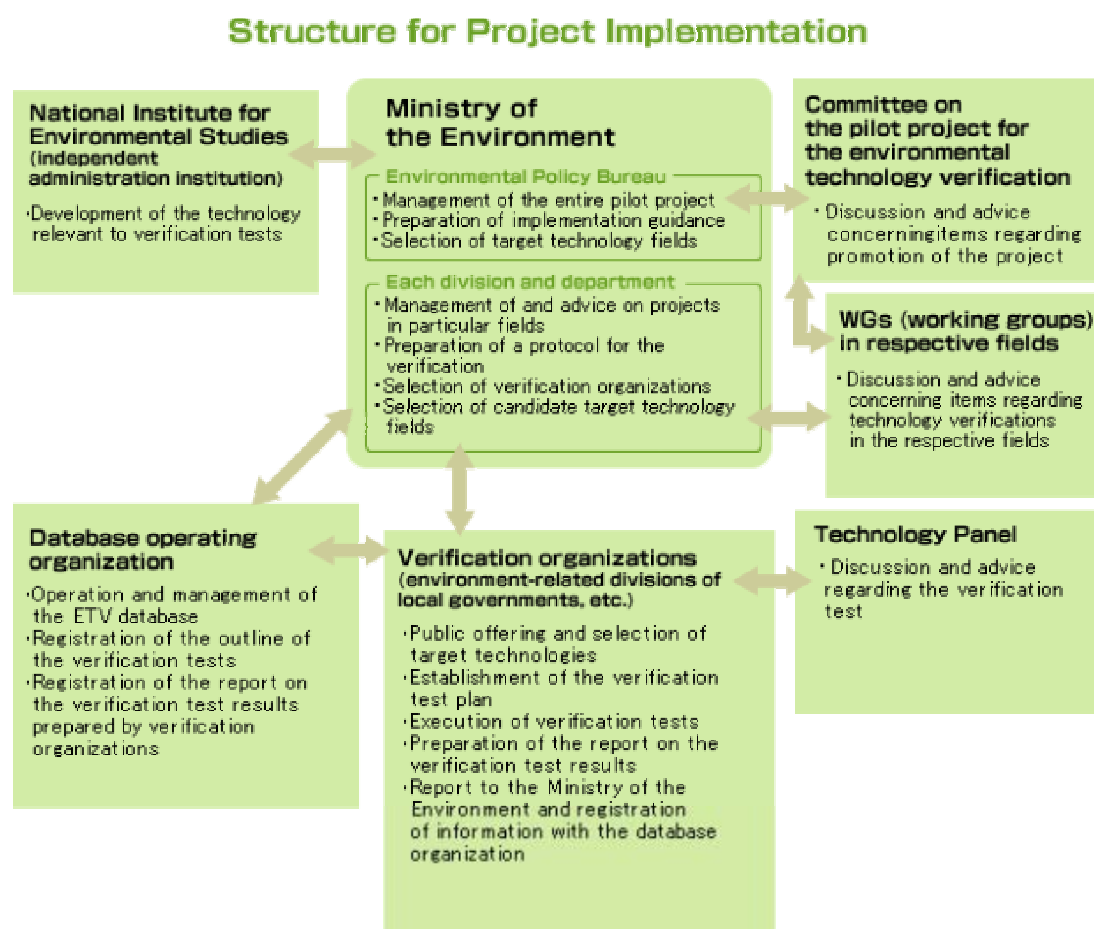 Structure for Project Implementation
National Institute for
Environmental Studies
(independent
administration institution)
・Development of the technology
relevant to verification tests
Ministry of
the Environment
Environmental Policy Bureau
・Management of the entire pilot project
・Preparation of implementation guidance
・Selection of target technology fields
Each division and department
・Management of and advice on projects
in particular fields
・Preparation of a protocol for the
verification
・Selection of verification organizations
・Selection of candidate target technology
fields
Committee on
the pilot project for
the environmental
technology verification
・Discussion and advice
concerningitems regarding
promotion of the project
WGs (working groups)
in respective fields
・Discussion and advice
concerning items regarding
technology verifications
in the respective fields
Database operating
organization
・Operation and management of
the ETV database
・Registration of the outline of
the verification tests
・Registration of the report on
the verification test results
prepared by verification
organizations
Verification organizations
(environment-related divisions of
local governments, etc.)
・Public offering and selection of
target technologies
・Establishment of the verification
test plan
・Execution of verification tests
・Preparation of the report on the
verification test results
・Report to the Ministry of the
Environment and registration
of information with the database
organization
Technology Panel
・Discussion and advice
regarding the verification
test